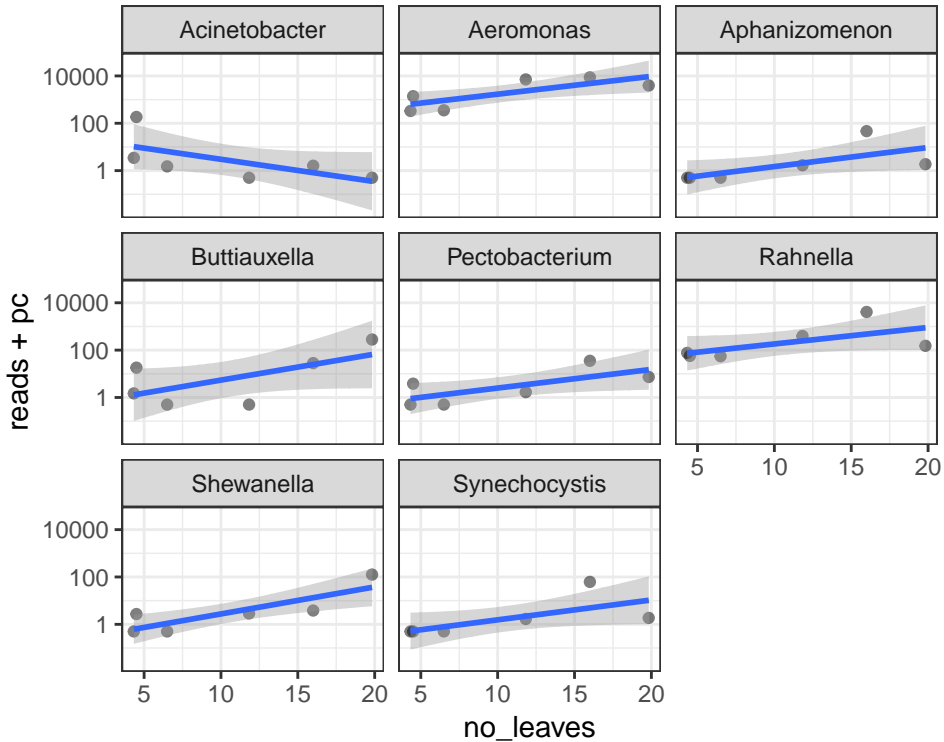 Acinetobacter Aeromonas Aphanizomenon
10000
100
1
Buttiauxella Pectobacterium Rahnella
10000
100
1
5 10 15 20
Shewanella Synechocystis
10000
100
1
5 10 15 20 5 10 15 20
no_leaves
reads + pc